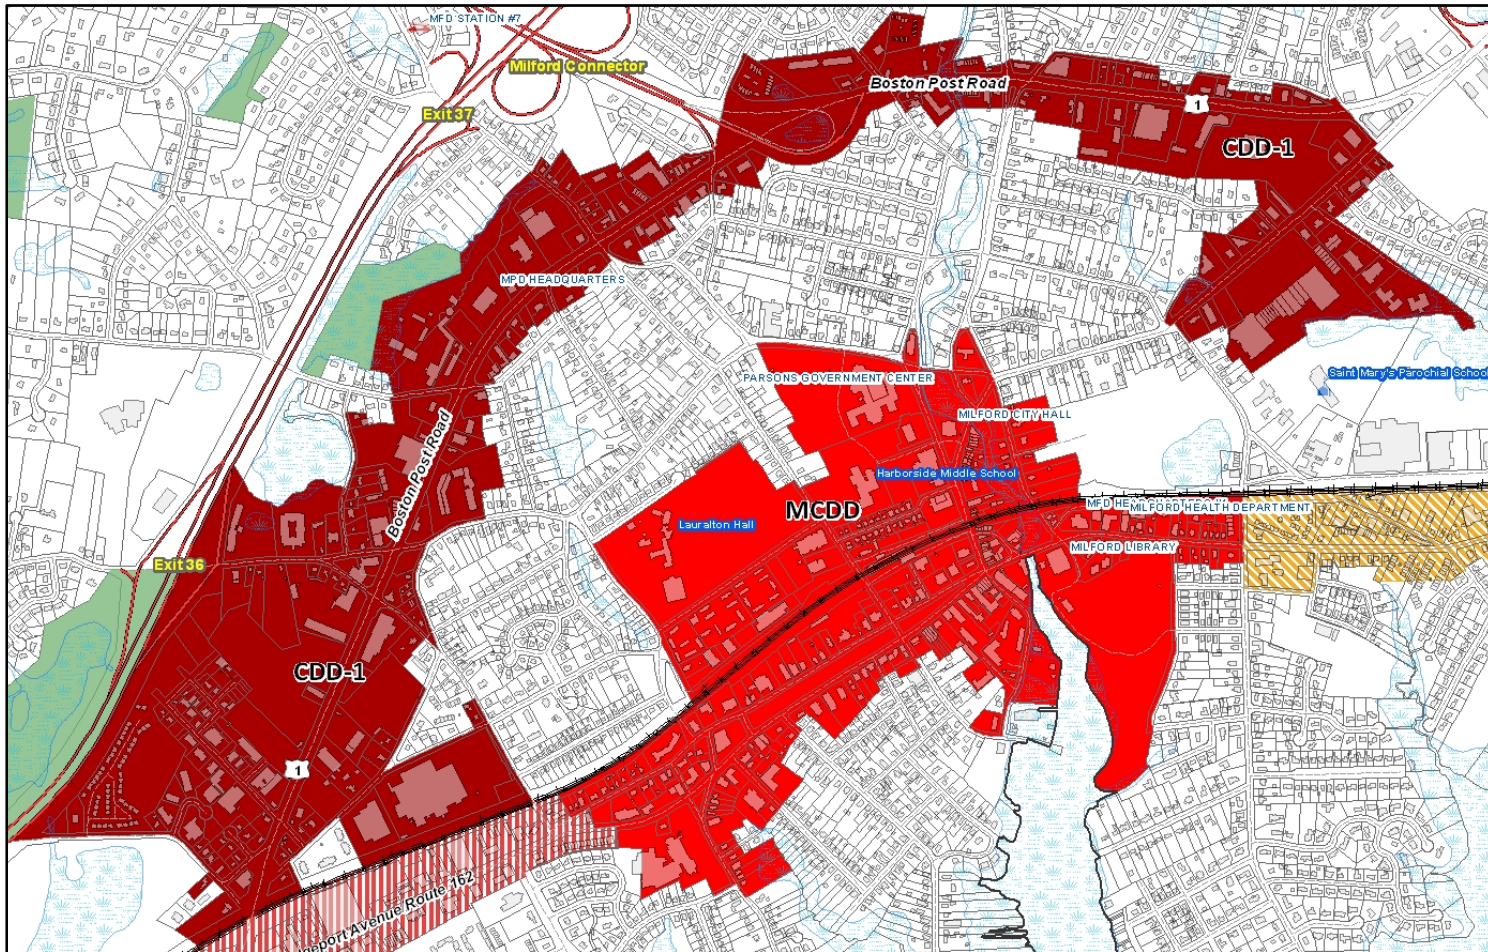 MFD STATION #7
Milford Connector
Boston Post Road
Exit 37
1
CDD-1
MPD HEADQUARTERS
PARSONS GOVERNMENT CENTER
Saint Mary's Parochial School
MILFORD CITY HALL
Boston Post Road
Harborside Middle School
MCDD
MILFORD HEALTH DEPARTMENT
Lauralton Hall
MILFORD LIBRARY
Exit 36
CDD-1
1
geport Avenue Route 162